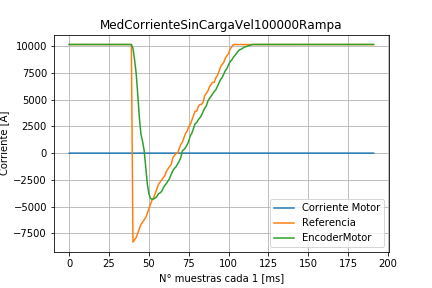 MedCorrienteSinCargaVel100000Rampa
10000
7500
5000
2500
0
−2500
−5000
−7500
Corriente [A]
Corriente Motor
Referencia
EncoderMotor
0 25 50 75 100 125 150 175 200
N° muestras cada 1 [ms]